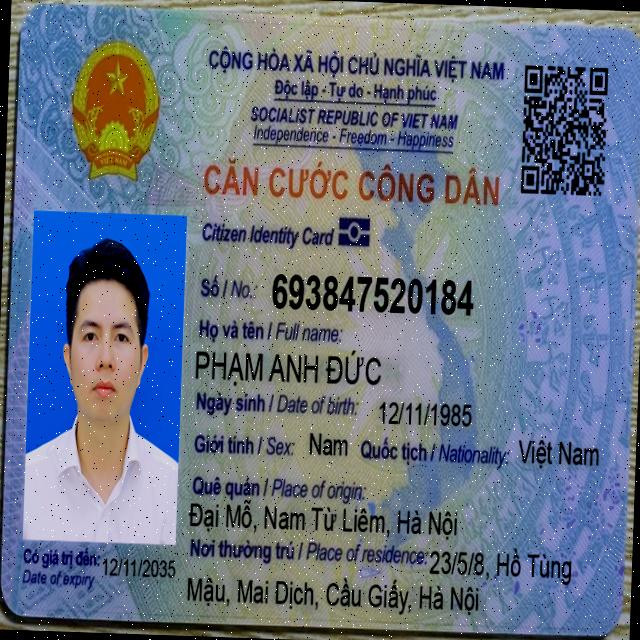 CỘNG HÒA XÃ HỘI CHỦ NGHĨA VIỆT NAM
Độc lập - Tự do - Hạnh phúc
SOCIALIST REPUBLIC OF VIET NAM
Independence - Freedom - Happiness
CĂN CƯỚC CÔNG DÂN
Citizen Identity Card
Số / No.: 693847520184
Họ và tên / Full name:
PHẠM ANH ĐỨC
Ngày sinh / Date of birth: 12/11/1985
Giới tính / Sex: Nam Quốc tịch / Nationality: Việt Nam
Quê quán / Place of origin:
Đại Mỗ, Nam Từ Liêm, Hà Nội
Nơi thường trú / Place of residence: 23/5/8, Hồ Tùng
Mậu, Mai Dịch, Cầu Giấy, Hà Nội
Có giá trị đến: 12/11/2035
Date of expiry
VIỆT NAM